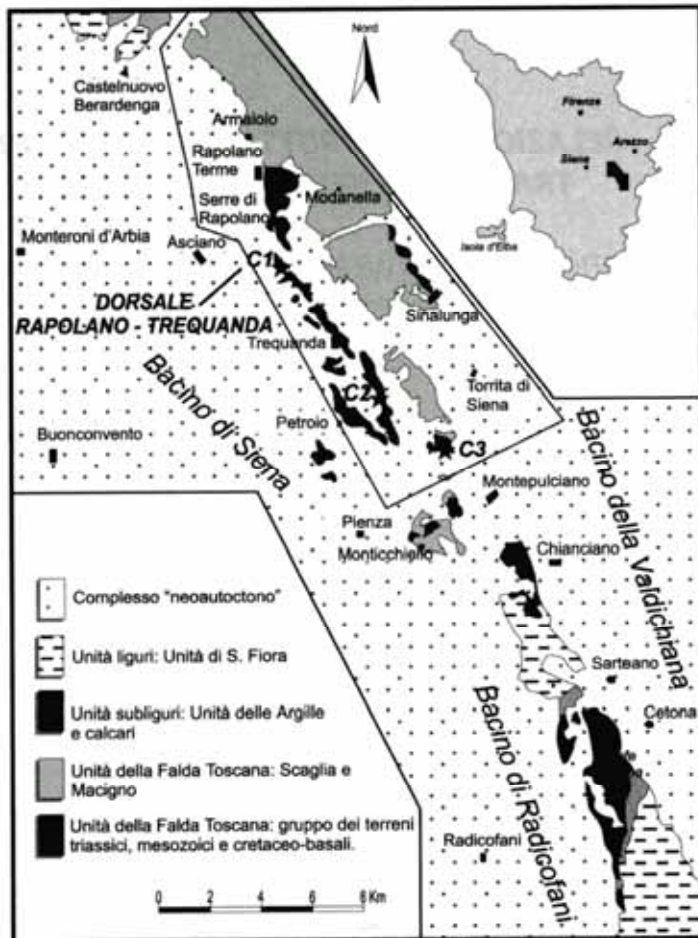 Nord
Castelnuovo
Berardenga
Armaiolo
Rapolano
Terme
Serre di
Rapolano
Modanella
Monteroni d'Arbia
Asciano
C1
DORSALE
RAPOLANO - TREQUANDA
Sinalunga
Trequanda
C2
Torrita di
Siena
Petroio
C3
Buonconvento
Bacino di Siena
Montepulciano
Pienza
Monticchiello
Chianciano
Bacino della Valdichiana
Sarteano
Cetona
Bacino di Radicofani
Radicofani
Firenze
Arezzo
Siena
Isola d'Elba
Complesso "neoautoctono"
Unità liguri: Unità di S. Fiora
Unità subliguri: Unità delle Argille
e calcari
Unità della Falda Toscana: Scaglia e
Macigno
Unità della Falda Toscana: gruppo dei terreni
triassici, mesozoici e cretaceo-basali.
0 2 4 6 8 Km